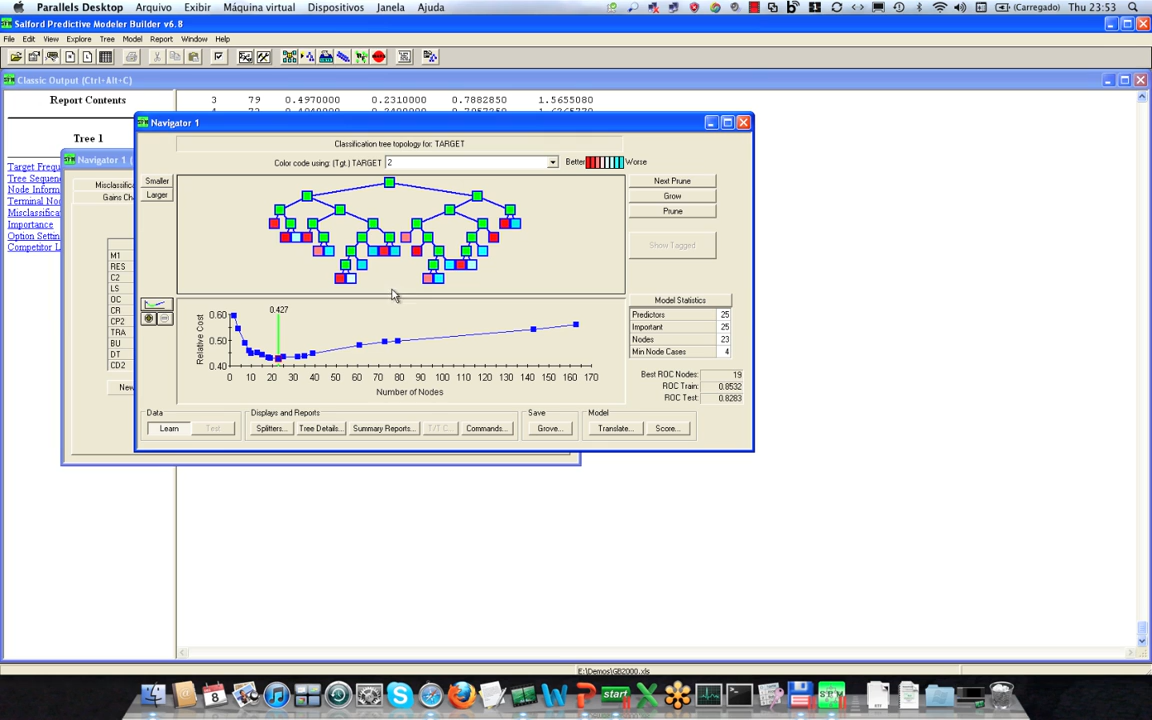 Parallels Desktop Arquivo Exibir Máquina virtual Dispositivos Janela Ajuda (Carregado) Thu 23:53
Salford Predictive Modeler Builder v6.8
File Edit View Explore Tree Model Report Window Help
Classic Output (Ctrl+Alt+C)
Report Contents
3 79 0.4970000 0.2310000 0.7882850 1.5655080
Tree 1
Target Frequ
Tree Sequen
Node Inform
Terminal No
Misclassifica
Importance
Option Settin
Competitor L
Navigator 1 (
Misclassific
Gains Ch
M1
RES
C2
LS
OC
CR
CP2
TRA
BU
DT
CD2
New
Navigator 1
Classification tree topology for: TARGET
Color code using: (Tgt.) TARGET 2
Better Worse
Smaller
Larger
Next Prune
Grow
Prune
Show Tagged
0.427
Relative Cost
0.60
0.50
0.40
0 10 20 30 40 50 60 70 80 90 100 110 120 130 140 150 160 170
Number of Nodes
Model Statistics
Predictors 25
Important 25
Nodes 23
Min Node Cases 4
Best ROC Nodes: 19
ROC Train: 0.8532
ROC Test: 0.8283
Data Displays and Reports Save Model
Learn Test Splitters... Tree Details... Summary Reports... T/T C... Commands... Grove... Translate... Score...
E:\Demos\GB2000.xls
8
start